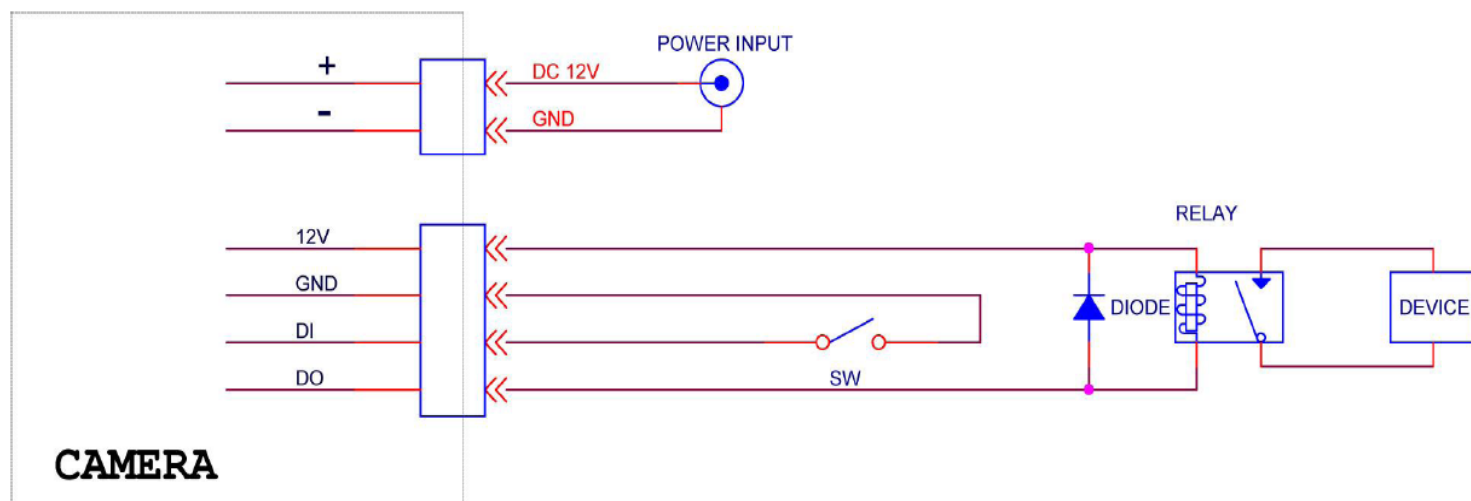 POWER INPUT
+
DC 12V
-
GND
RELAY
12V
GND
DI
DIODE
DEVICE
DO
SW
CAMERA